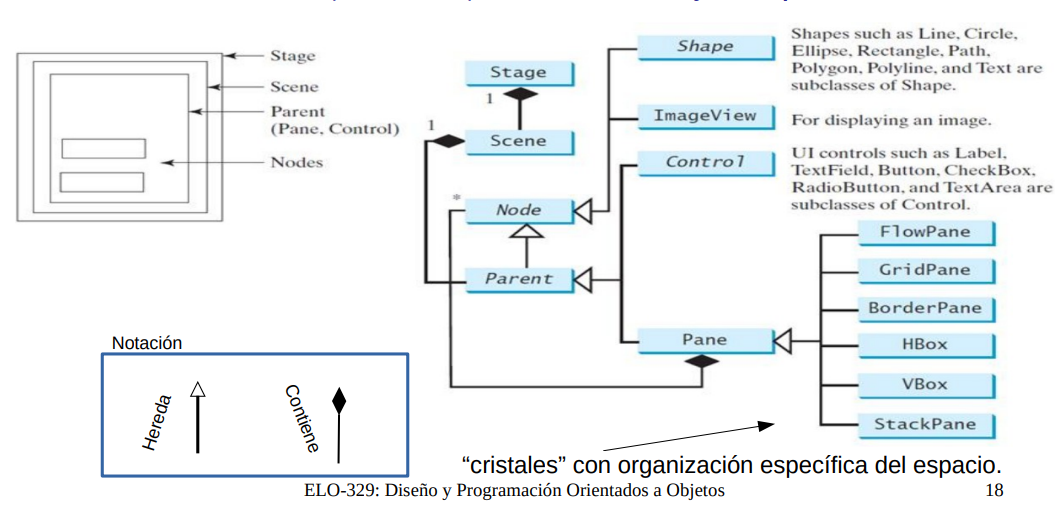 Stage
Scene
Parent
(Pane, Control)
Nodes
Stage
1
1
Scene
*
Node
Parent
Shape
ImageView
Control
Pane
Shapes such as Line, Circle,
Ellipse, Rectangle, Path,
Polygon, Polyline, and Text are
subclasses of Shape.
For displaying an image.
UI controls such as Label,
TextField, Button, CheckBox,
RadioButton, and TextArea are
subclasses of Control.
FlowPane
GridPane
BorderPane
HBox
VBox
StackPane
Notación
Hereda
Contiene
“cristales” con organización específica del espacio.
ELO-329: Diseño y Programación Orientados a Objetos
18